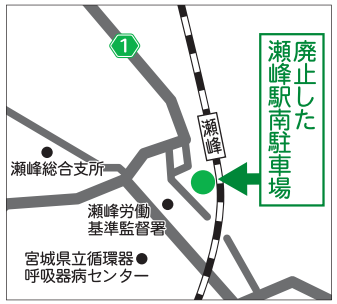 廃止した
瀬峰駅南駐車場
1
瀬峰
瀬峰総合支所
瀬峰労働
基準監督署
宮城県立循環器
呼吸器病センター